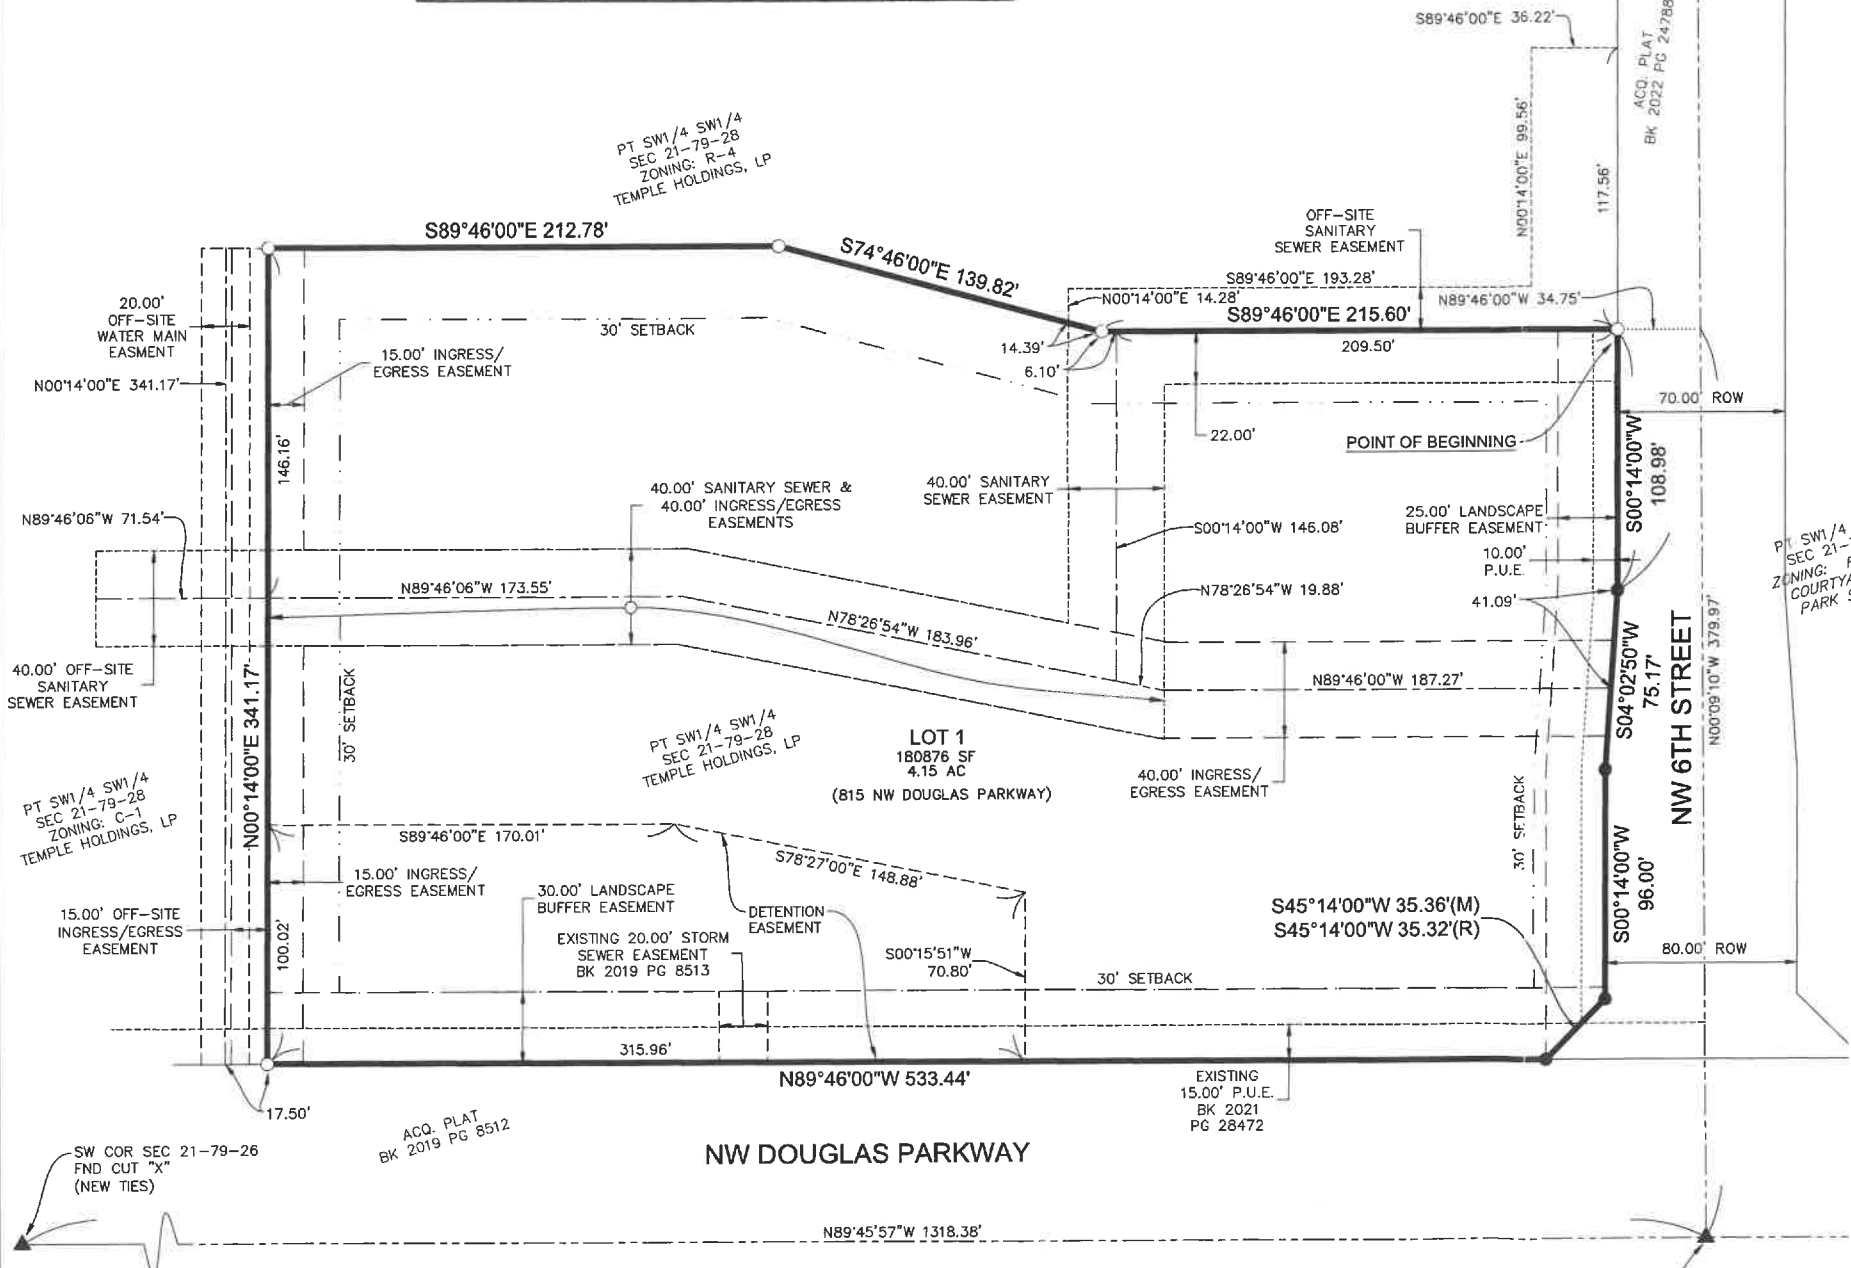 S89°46'00"E 36.22'
ACQ. PLAT
BK 2022 PG 24788
N00°14'00"E 99.56'
117.56'
PT SW1/4 SW1/4
SEC 21-79-28
ZONING: R-4
TEMPLE HOLDINGS, LP
S89°46'00"E 212.78'
S74°46'00"E 139.82'
OFF-SITE
SANITARY
SEWER EASEMENT
S89°46'00"E 193.28'
N00°14'00"E 14.28'
N89°46'00"W 34.75'
S89°46'00"E 215.60'
209.50'
14.39'
6.10'
20.00'
OFF-SITE
WATER MAIN
EASMENT
30' SETBACK
15.00' INGRESS/
EGRESS EASEMENT
N00°14'00"E 341.17'
70.00' ROW
22.00'
POINT OF BEGINNING
146.16'
S00°14'00"W
108.98'
40.00' SANITARY SEWER &
40.00' INGRESS/EGRESS
EASEMENTS
40.00' SANITARY
SEWER EASEMENT
25.00' LANDSCAPE
BUFFER EASEMENT
N89°46'06"W 71.54'
S00°14'00"W 146.08'
10.00'
P.U.E.
PT SW1/4
SEC 21-
ZONING:
COURTYA
PARK S
N89°46'06"W 173.55'
N78°26'54"W 19.88'
41.09'
N78°26'54"W 183.96'
40.00' OFF-SITE
SANITARY
SEWER EASEMENT
N89°46'00"W 187.27'
S04°02'50"W
75.17'
NW 6TH STREET
N00°09'10"W 379.97'
N00°14'00"E 341.17'
30' SETBACK
PT SW1/4 SW1/4
SEC 21-79-28
TEMPLE HOLDINGS, LP
LOT 1
180876 SF
4.15 AC
(815 NW DOUGLAS PARKWAY)
40.00' INGRESS/
EGRESS EASEMENT
PT SW1/4 SW1/4
SEC 21-79-28
ZONING: C-1
TEMPLE HOLDINGS, LP
30' SETBACK
S89°46'00"E 170.01'
S78°27'00"E 148.88'
S00°14'00"W
96.00'
15.00' INGRESS/
EGRESS EASEMENT
30.00' LANDSCAPE
BUFFER EASEMENT
DETENTION
EASEMENT
S45°14'00"W 35.36'(M)
S45°14'00"W 35.32'(R)
15.00' OFF-SITE
INGRESS/EGRESS
EASEMENT
100.02'
EXISTING 20.00' STORM
SEWER EASEMENT
BK 2019 PG 8513
S00°15'51"W
70.80'
80.00' ROW
30' SETBACK
315.96'
N89°46'00"W 533.44'
EXISTING
15.00' P.U.E.
BK 2021
PG 28472
17.50'
ACQ. PLAT
BK 2019 PG 8512
NW DOUGLAS PARKWAY
SW COR SEC 21-79-26
FND CUT "X"
(NEW TIES)
N89°45'57"W 1318.38'